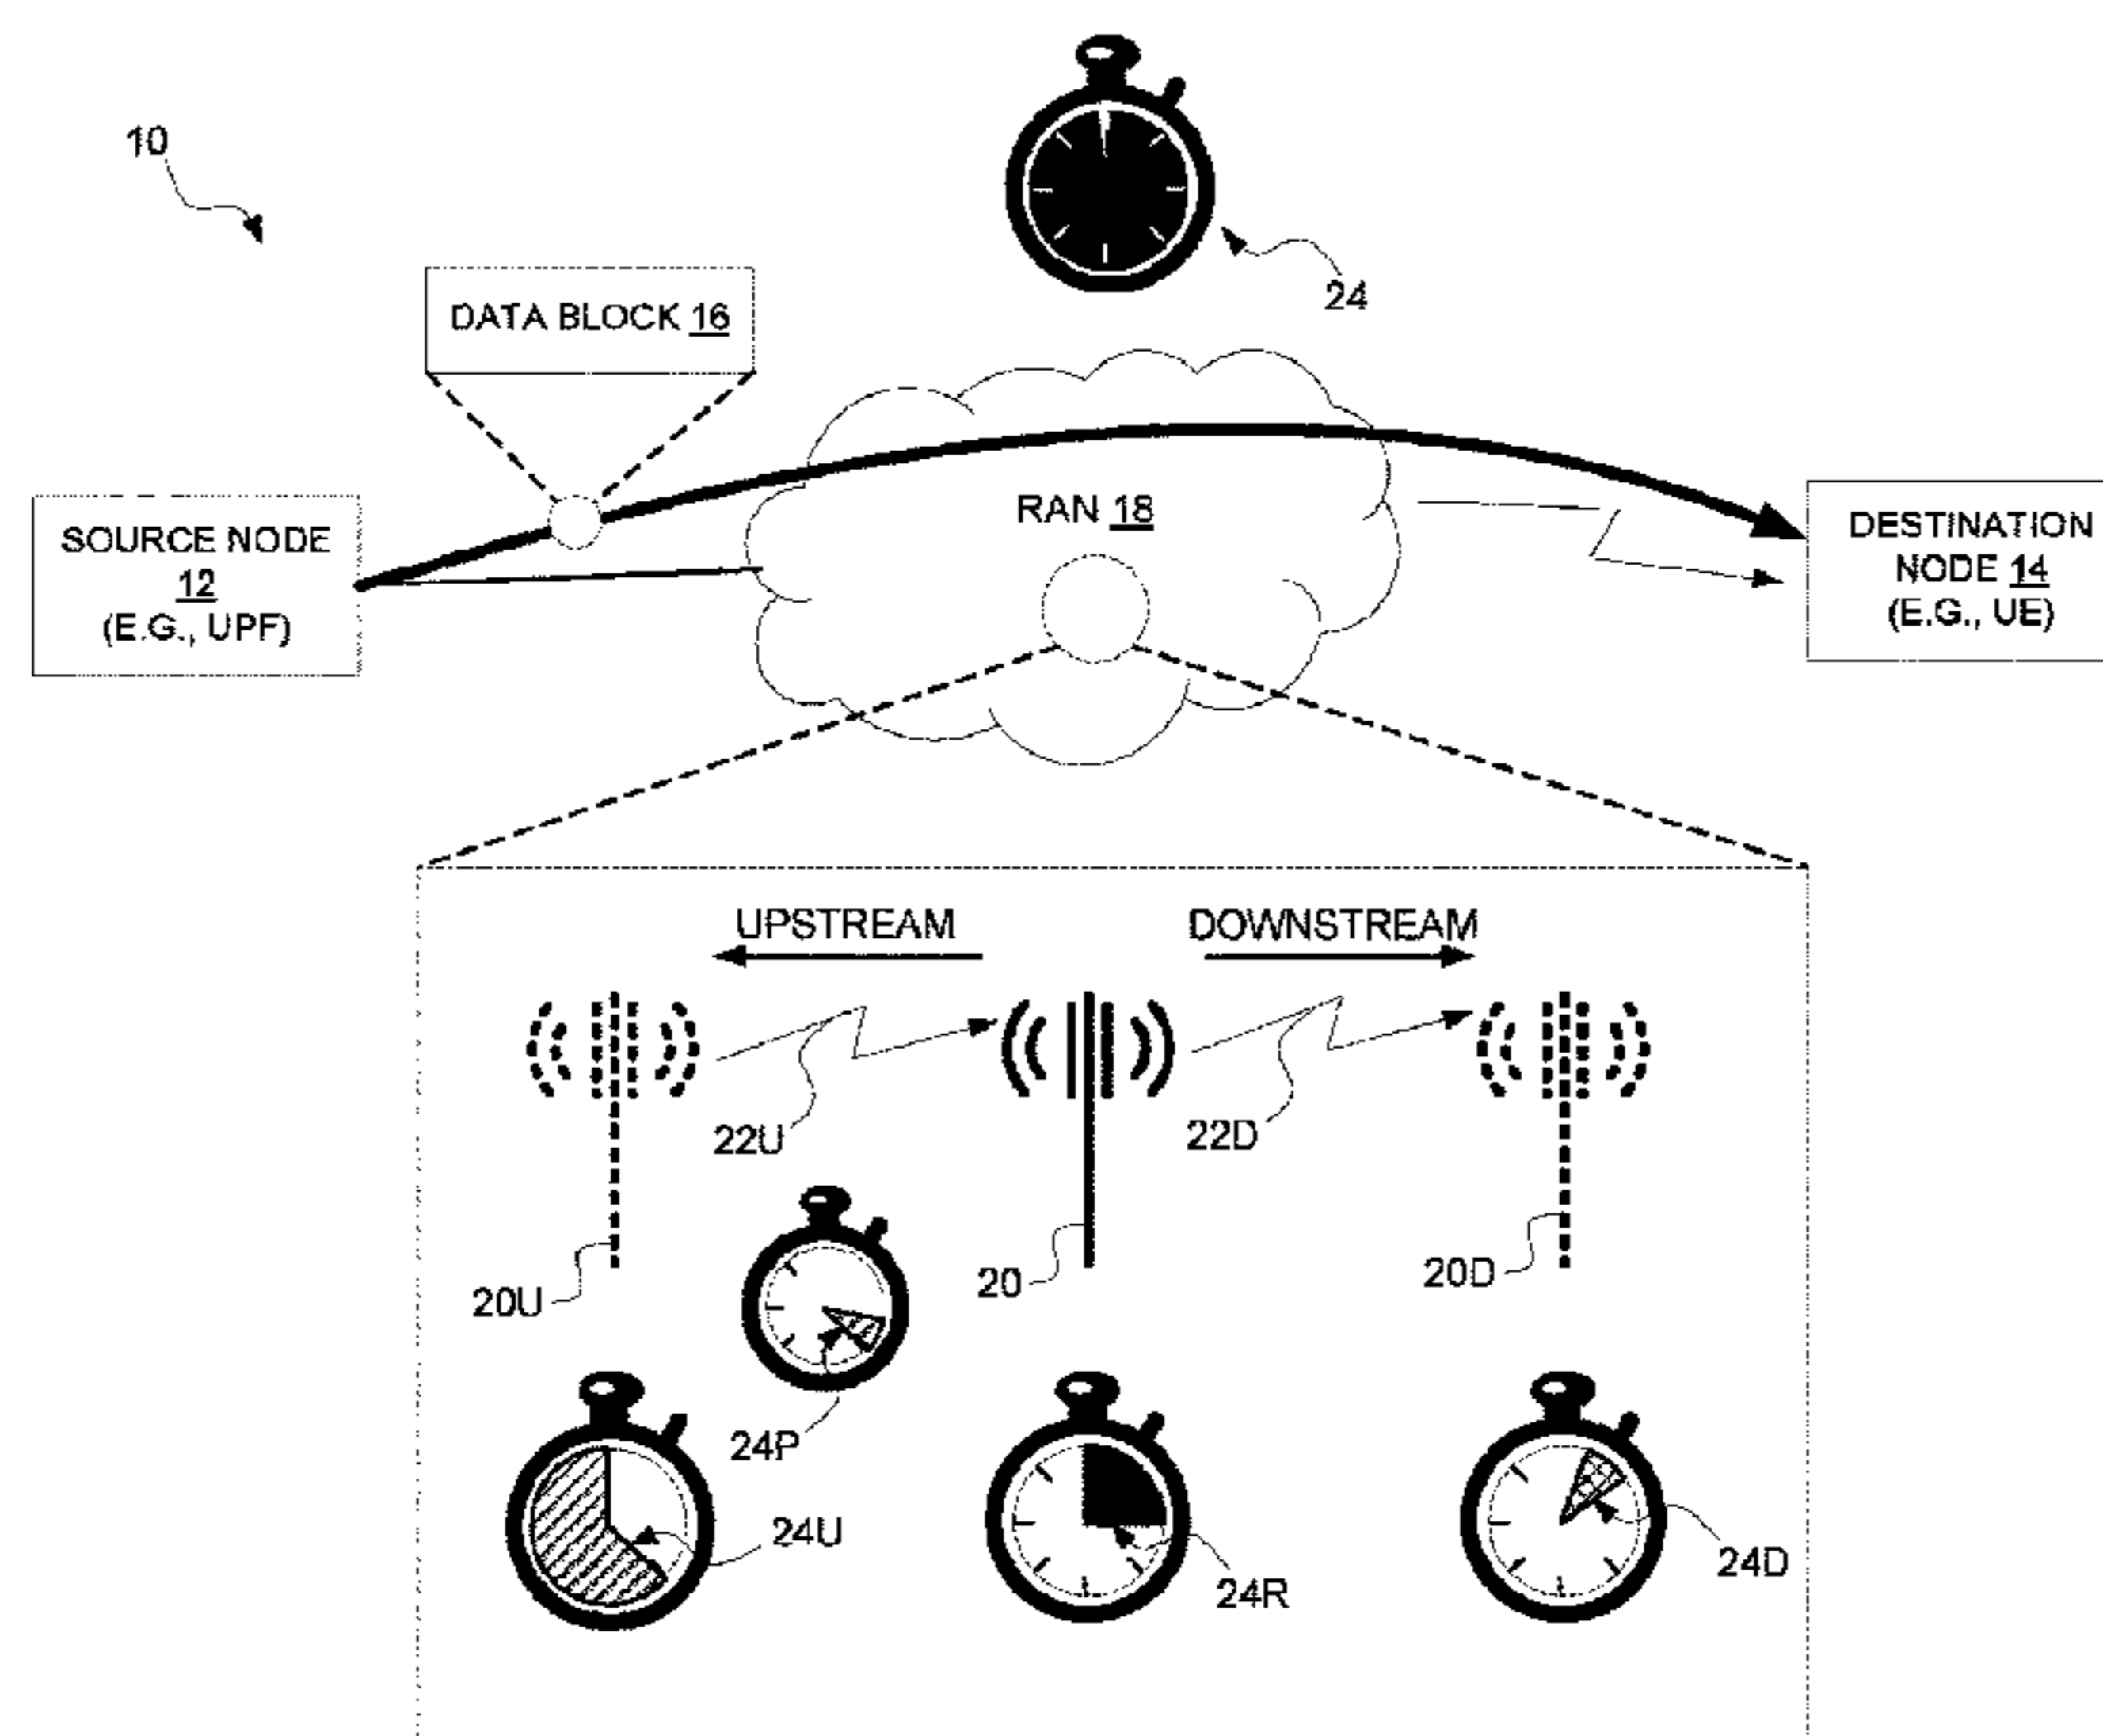 10
24
DATA BLOCK 16
RAN 18
SOURCE NODE
12
(E.G., UPF)
DESTINATION
NODE 14
(E.G., UE)
UPSTREAM
DOWNSTREAM
22U
22D
20U
20
20D
24P
24U
24R
24D